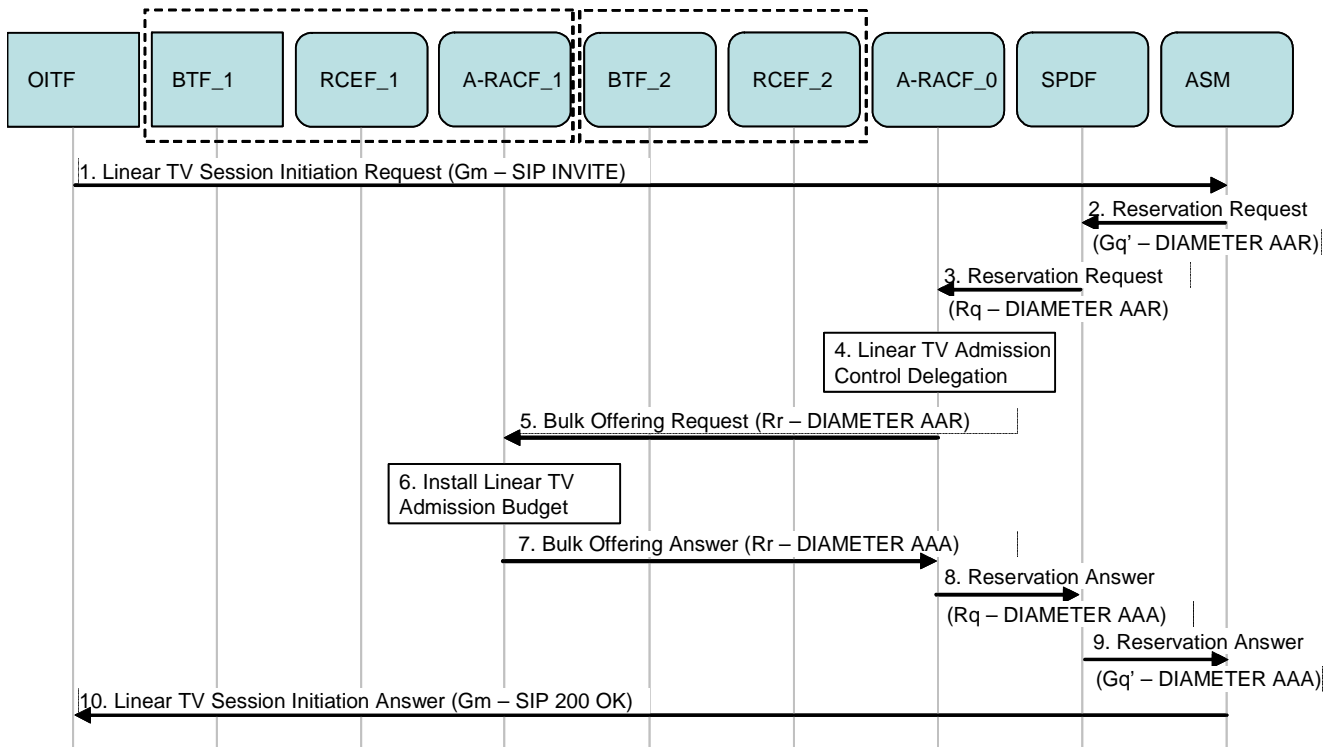 OITF
BTF_1
RCEF_1
A-RACF_1
BTF_2
RCEF_2
A-RACF_0
SPDF
ASM
1. Linear TV Session Initiation Request (Gm – SIP INVITE)
2. Reservation Request
(Gq’ – DIAMETER AAR)
3. Reservation Request
(Rq – DIAMETER AAR)
4. Linear TV Admission
Control Delegation
5. Bulk Offering Request (Rr – DIAMETER AAR)
6. Install Linear TV
Admission Budget
7. Bulk Offering Answer (Rr – DIAMETER AAA)
8. Reservation Answer
(Rq – DIAMETER AAA)
9. Reservation Answer
(Gq’ – DIAMETER AAA)
10. Linear TV Session Initiation Answer (Gm – SIP 200 OK)